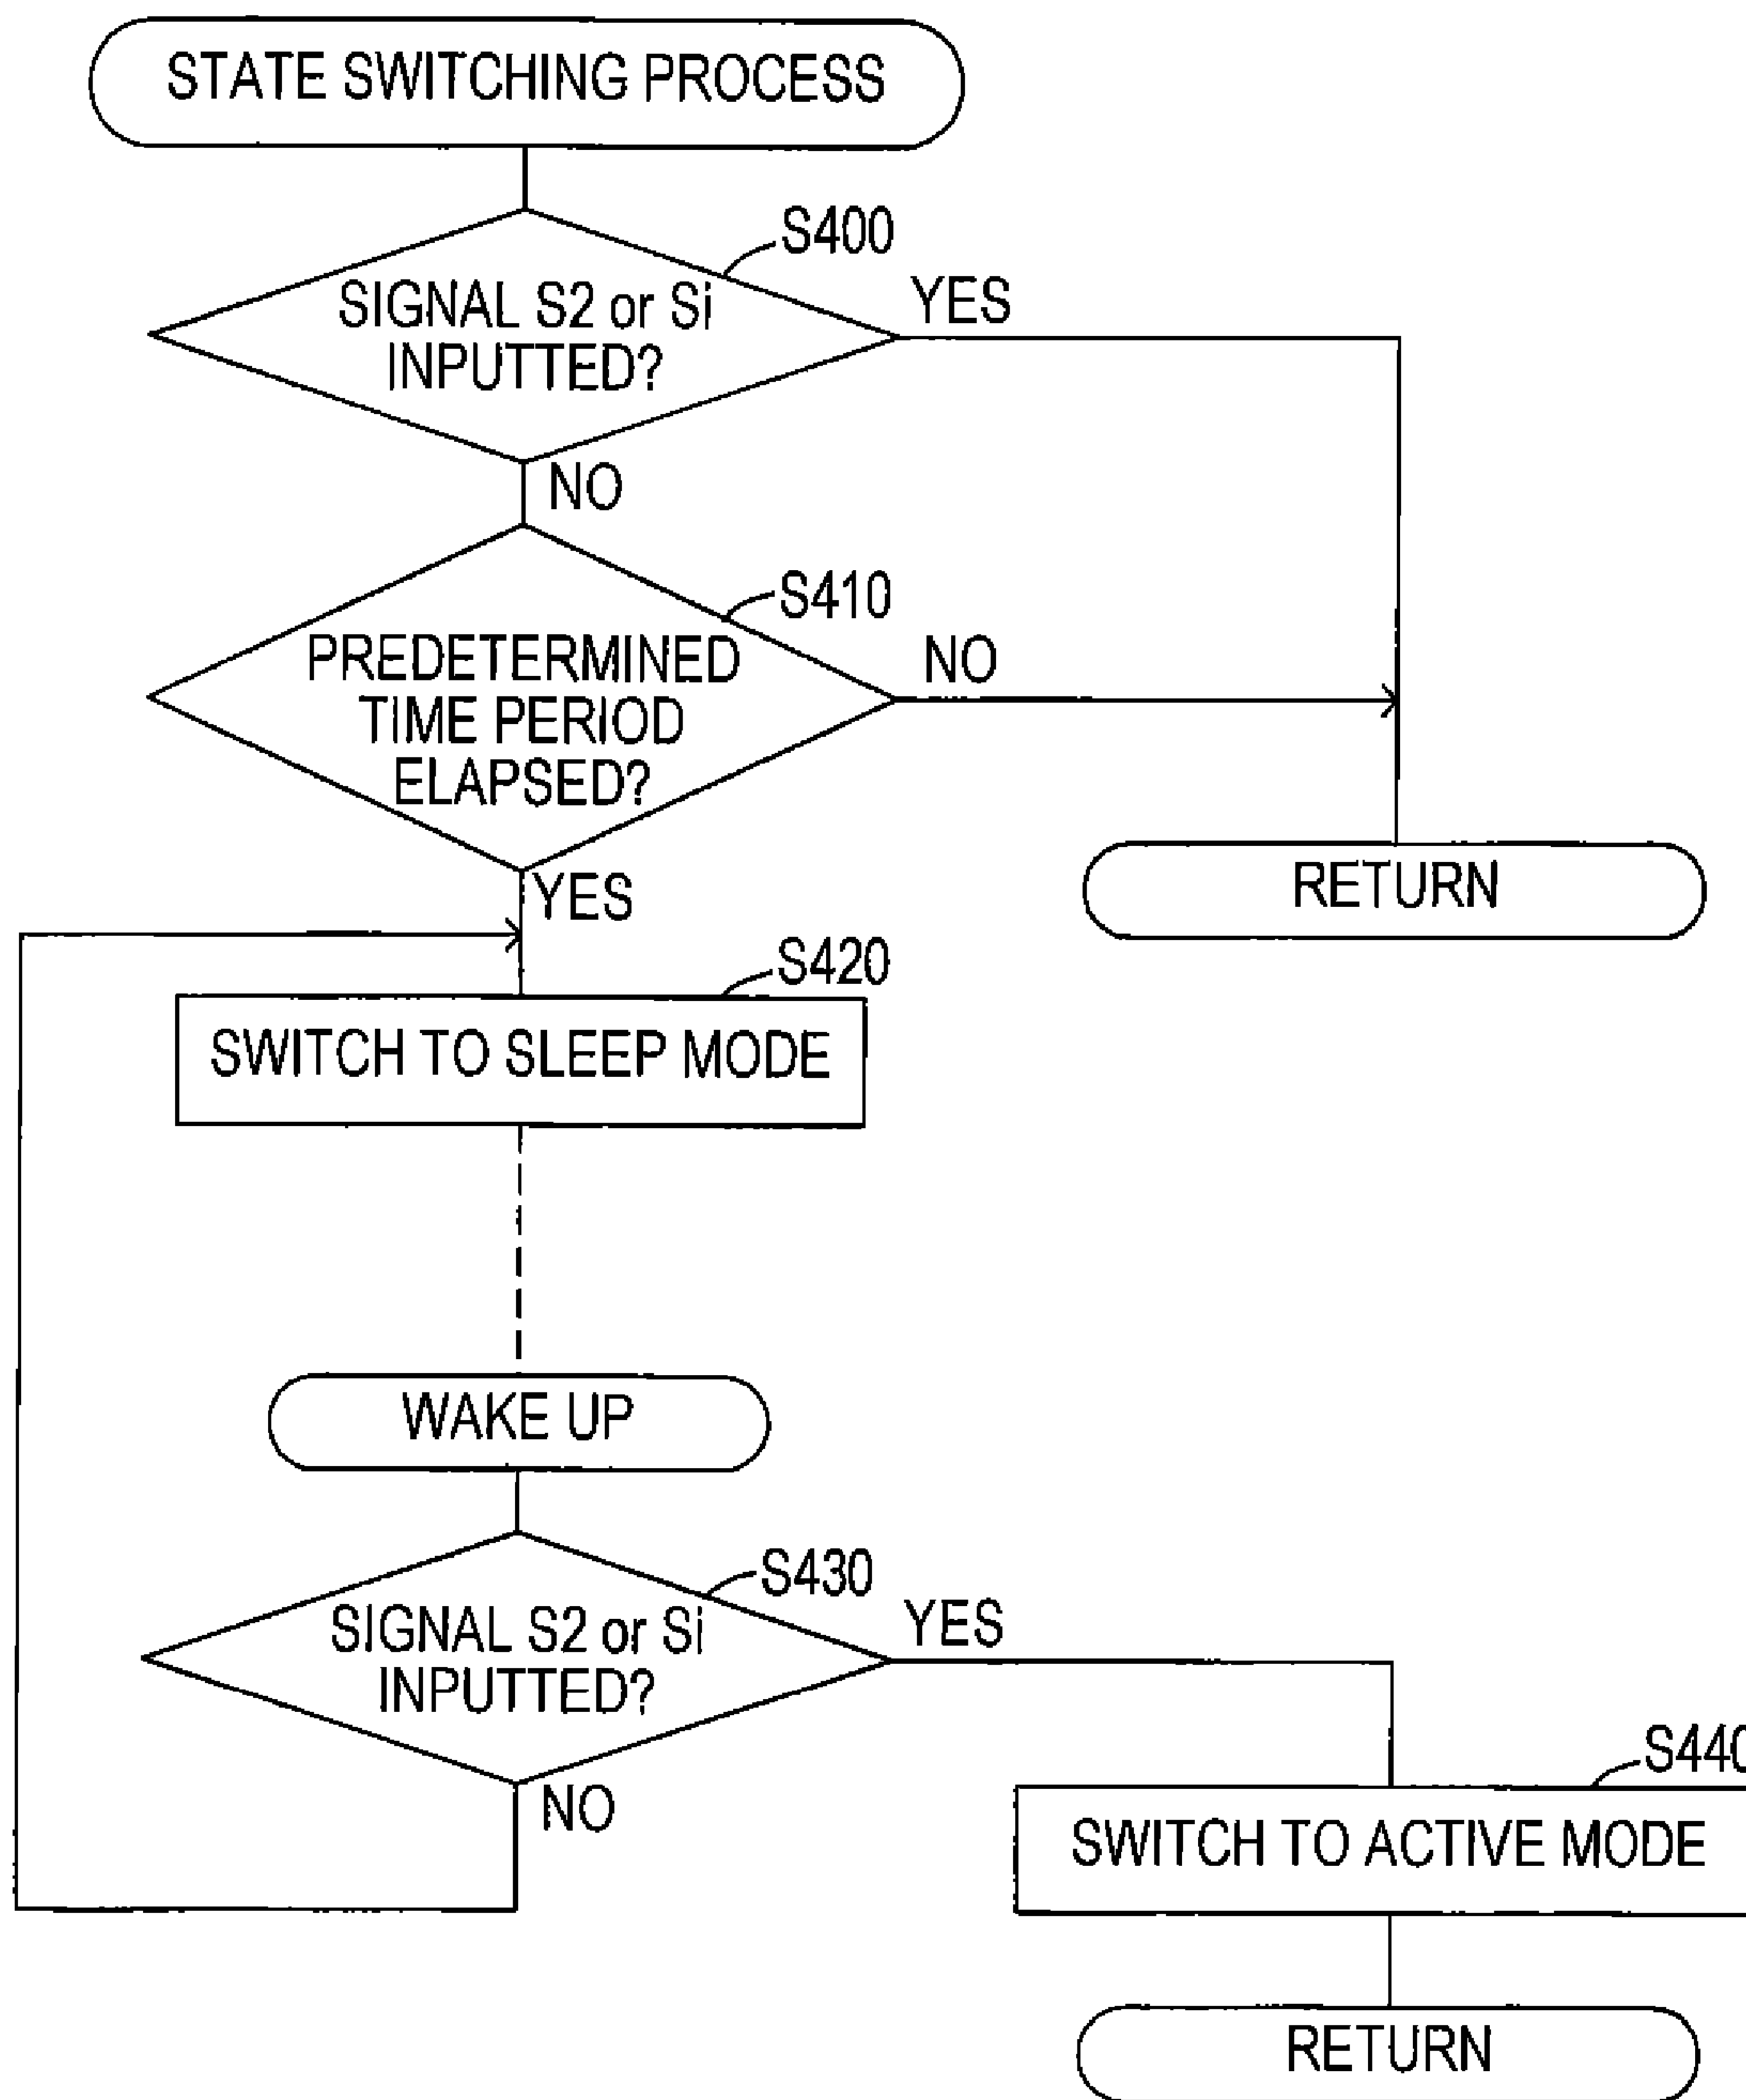 STATE SWITCHING PROCESS
S400
SIGNAL S2 or Si
INPUTTED?
YES
NO
S410
PREDETERMINED
TIME PERIOD
ELAPSED?
NO
YES
RETURN
S420
SWITCH TO SLEEP MODE
WAKE UP
S430
SIGNAL S2 or Si
INPUTTED?
YES
NO
S440
SWITCH TO ACTIVE MODE
RETURN